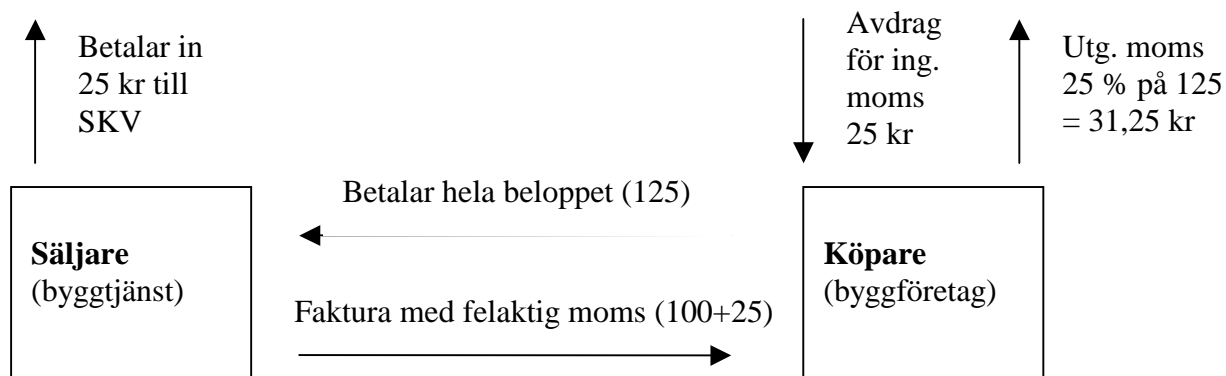 Betalar in
25 kr till
SKV
Avdrag
för ing.
moms
25 kr
Utg. moms
25 % på 125
= 31,25 kr
Betalar hela beloppet (125)
Säljare
(byggtjänst)
Köpare
(byggföretag)
Faktura med felaktig moms (100+25)